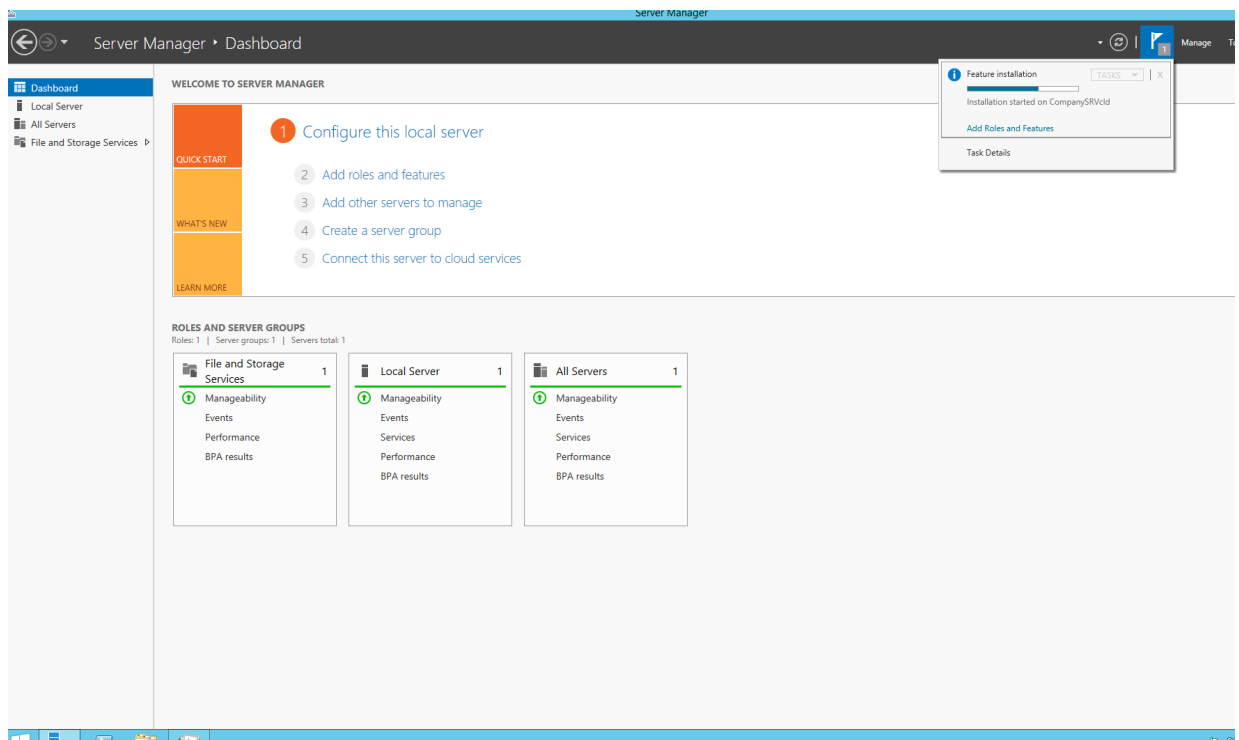 Server Manager
Server Manager • Dashboard
1
Manage
Dashboard
Local Server
All Servers
File and Storage Services
WELCOME TO SERVER MANAGER
QUICK START
WHAT'S NEW
LEARN MORE
1 Configure this local server
2 Add roles and features
3 Add other servers to manage
4 Create a server group
5 Connect this server to cloud services
Feature installation
TASKS
X
Installation started on CompanySRVcld
Add Roles and Features
Task Details
ROLES AND SERVER GROUPS
Roles: 1 | Server groups: 1 | Servers total: 1
File and Storage
Services
1
Manageability
Events
Performance
BPA results
Local Server 1
Manageability
Events
Services
Performance
BPA results
All Servers 1
Manageability
Events
Services
Performance
BPA results